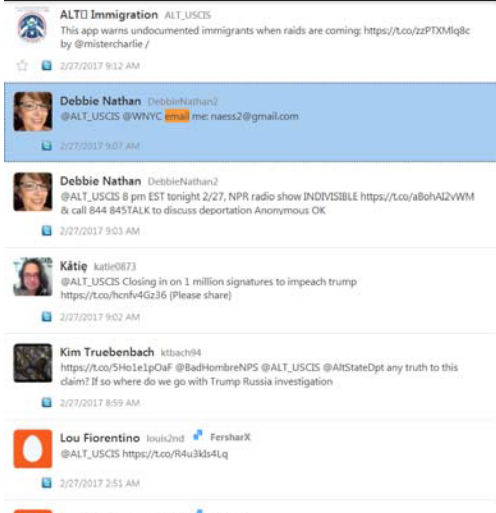 ALT▯ Immigration ALT_USCIS
This app warns undocumented immigrants when raids are coming: https://t.co/zzPTXMlq8c
by @mistercharlie /
2/27/2017 9:12 AM
Debbie Nathan DebbieNathan2
@ALT_USCIS @WNYC email me: naess2@gmail.com
2/27/2017 9:07 AM
Debbie Nathan DebbieNathan2
@ALT_USCIS 8 pm EST tonight 2/27, NPR radio show INDIVISIBLE https://t.co/aBohAI2vWM
& call 844 845TALK to discuss deportation Anonymous OK
2/27/2017 9:03 AM
Kåtię katie0873
@ALT_USCIS Closing in on 1 million signatures to impeach trump
https://t.co/hcnfv4Gz36 (Please share)
2/27/2017 9:02 AM
Kim Truebenbach ktbach94
https://t.co/5Ho1e1pOaF @BadHombreNPS @ALT_USCIS @AltStateDpt any truth to this
claim? If so where do we go with Trump Russia investigation
2/27/2017 8:59 AM
Lou Fiorentino louis2nd FersharX
@ALT_USCIS https://t.co/R4u3kIs4Lq
2/27/2017 2:51 AM